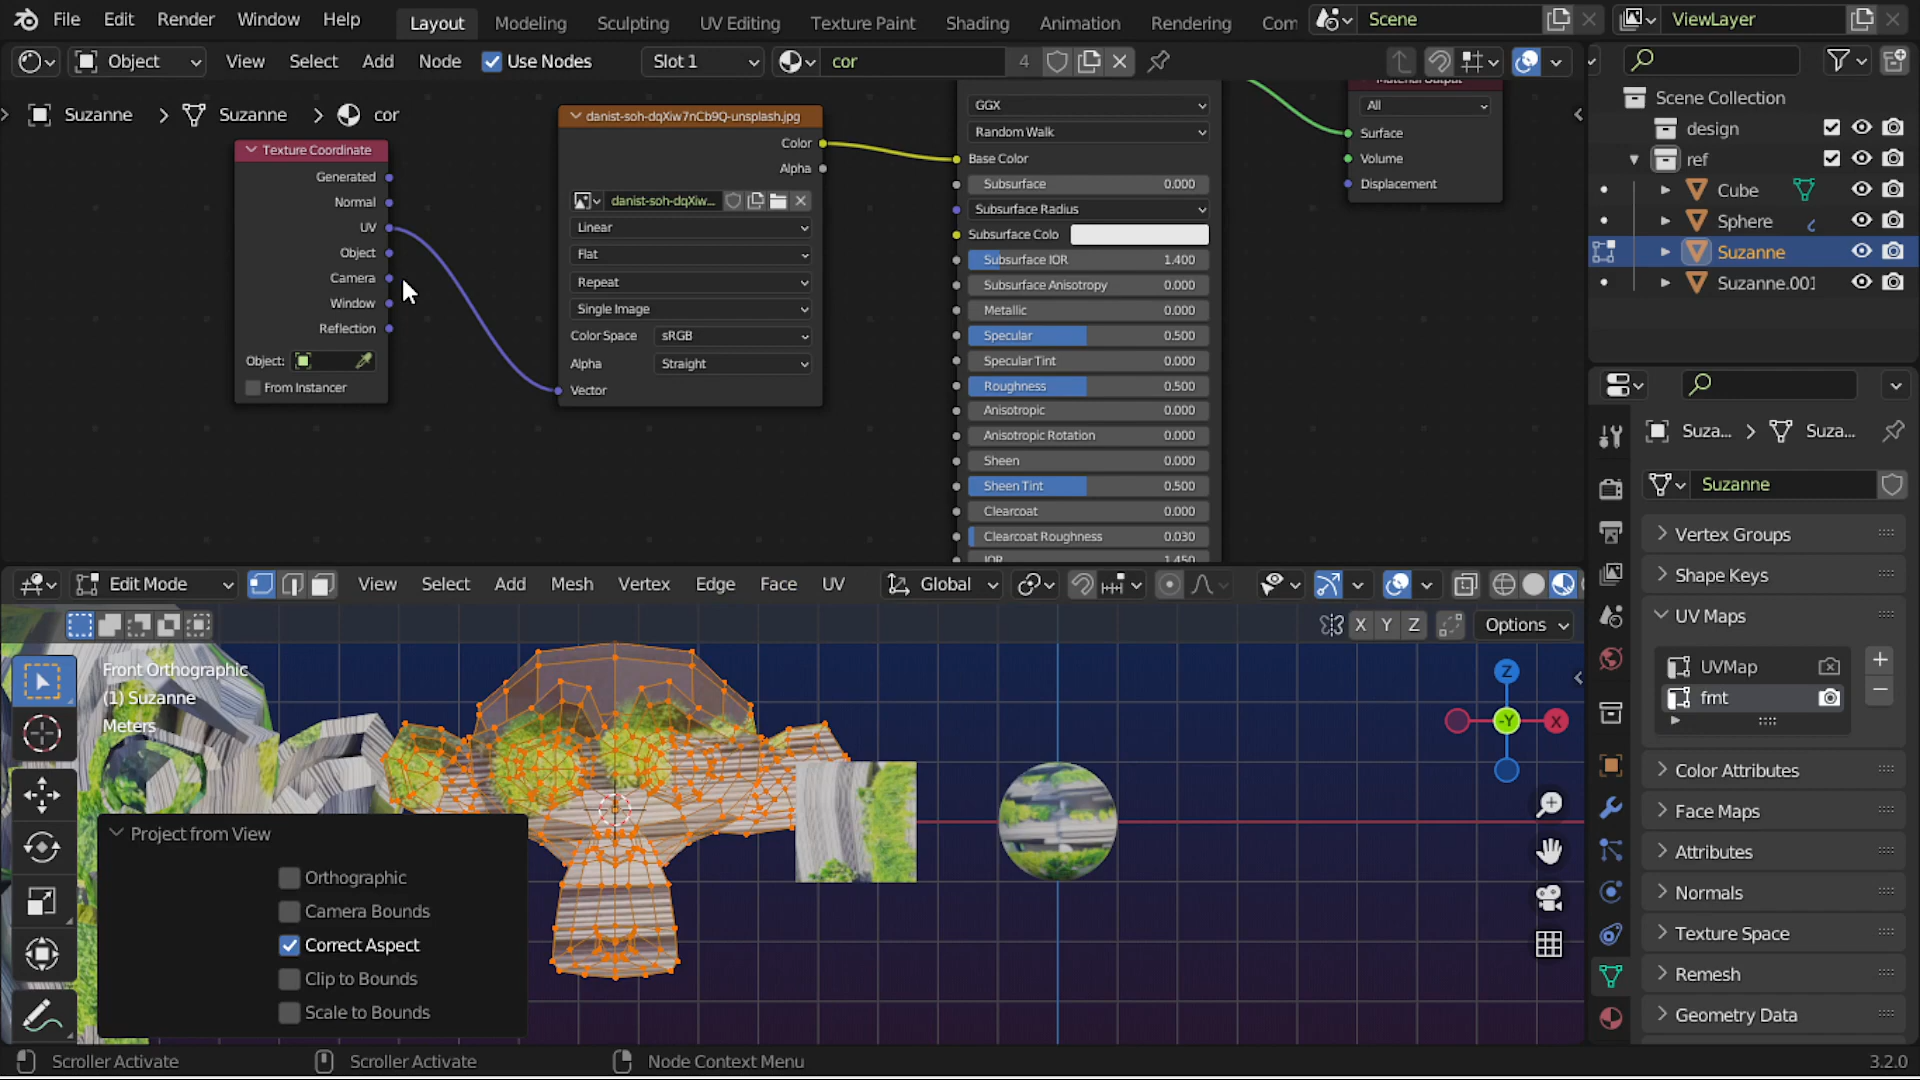 File Edit Render Window Help Layout Modeling Sculpting UV Editing Texture Paint Shading Animation Rendering Com Scene ViewLayer
Object View Select Add Node Use Nodes Slot 1 cor 4
Suzanne > Suzanne > cor
Texture Coordinate
Generated
Normal
UV
Object
Camera
Window
Reflection
Object:
From Instancer
danist-soh-dqXiw7nCb9Q-unsplash.jpg
Color
Alpha
danist-soh-dqXiw...
Linear
Flat
Repeat
Single Image
Color Space sRGB
Alpha Straight
Vector
GGX
Random Walk
Base Color
Subsurface 0.000
Subsurface Radius
Subsurface Colo
Subsurface IOR 1.400
Subsurface Anisotropy 0.000
Metallic 0.000
Specular 0.500
Specular Tint 0.000
Roughness 0.500
Anisotropic 0.000
Anisotropic Rotation 0.000
Sheen 0.000
Sheen Tint 0.500
Clearcoat 0.000
Clearcoat Roughness 0.030
IOR 1.450
Material Output
All
Surface
Volume
Displacement
Scene Collection
design
ref
Cube
Sphere
Suzanne
Suzanne.001
Suza... > Suza...
Suzanne
Vertex Groups
Shape Keys
UV Maps
UVMap
fmt
Color Attributes
Face Maps
Attributes
Normals
Texture Space
Remesh
Geometry Data
Edit Mode View Select Add Mesh Vertex Edge Face UV Global
X Y Z Options
Front Orthographic
(1) Suzanne
Meters
Z
-Y X
Project from View
Orthographic
Camera Bounds
Correct Aspect
Clip to Bounds
Scale to Bounds
Scroller Activate Scroller Activate Node Context Menu 3.2.0